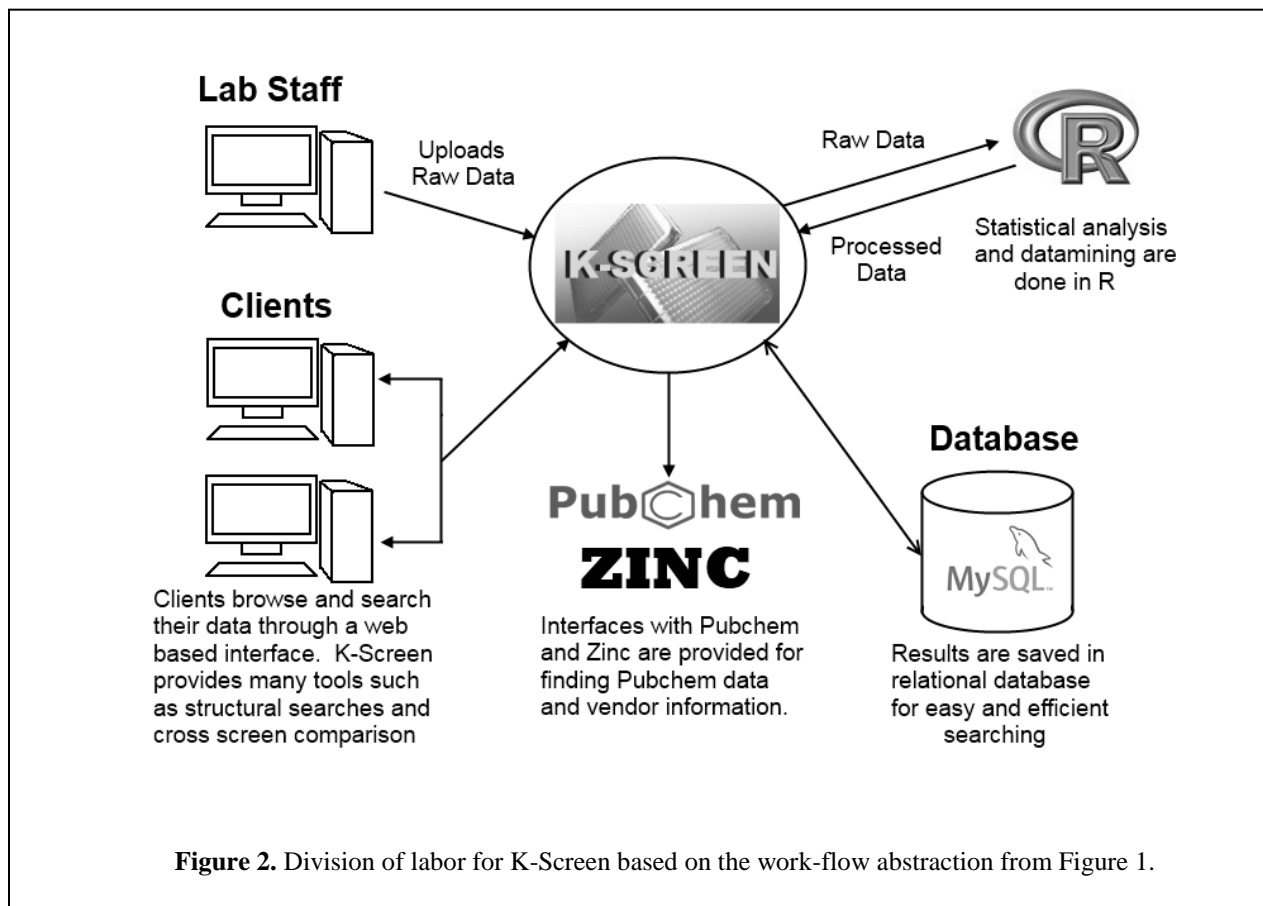 Lab Staff
Uploads
Raw Data
Raw Data
R
K-SCREEN
Processed
Data
Statistical analysis
and datamining are
done in R
Clients
Clients browse and search
their data through a web
based interface.  K-Screen
provides many tools such
as structural searches and
cross screen comparison
PubChem
ZINC
Interfaces with Pubchem
and Zinc are provided for
finding Pubchem data
and vendor information.
Database
MySQL™
Results are saved in
relational database
for easy and efficient
searching
Figure 2. Division of labor for K-Screen based on the work-flow abstraction from Figure 1.